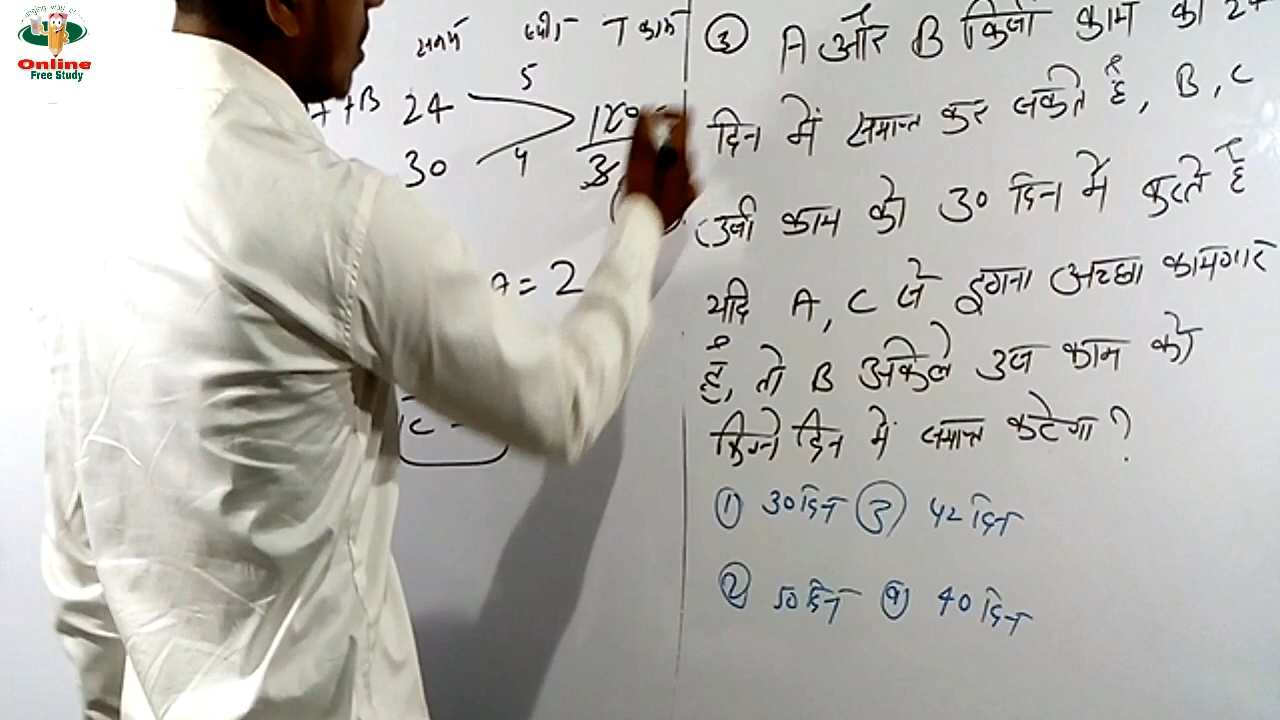 Online
Free Study
समय स्पीड T काम
A+B 24 5 120
30 4 3
A = 2
③ A और B किसी काम को 24
दिन में समाप्त कर सकते हैं, B, C
उसी काम को 30 दिन में करते हैं
यदि A, C से दुगना अच्छा कामगार
है, तो B अकेले उस काम को
कितने दिन में समाप्त करेगा?
① 30 दिन ③ 42 दिन
② 50 दिन ④ 40 दिन